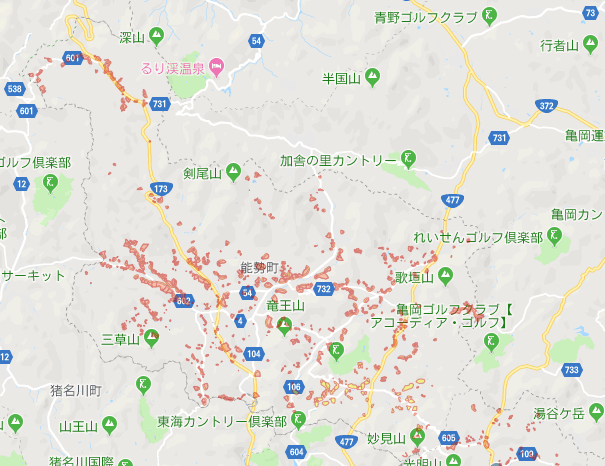 青野ゴルフクラブ
73
深山
54
行者山
601
るり渓温泉
半国山
538
731
601
372
731
亀岡運
ゴルフ倶楽部
加舎の里カントリー
12
剣尾山
173
477
亀岡カン
れいせんゴルフ倶楽部
サーキット
能勢町
歌垣山
602
54
732
竜王山
亀岡ゴルフクラブ【
アコーディア・ゴルフ】
4
三草山
104
12
733
106
猪名川町
湯谷ケ岳
山王山
東海カントリー倶楽部
477
妙見山
605
604
109
猪名川国際
光明山